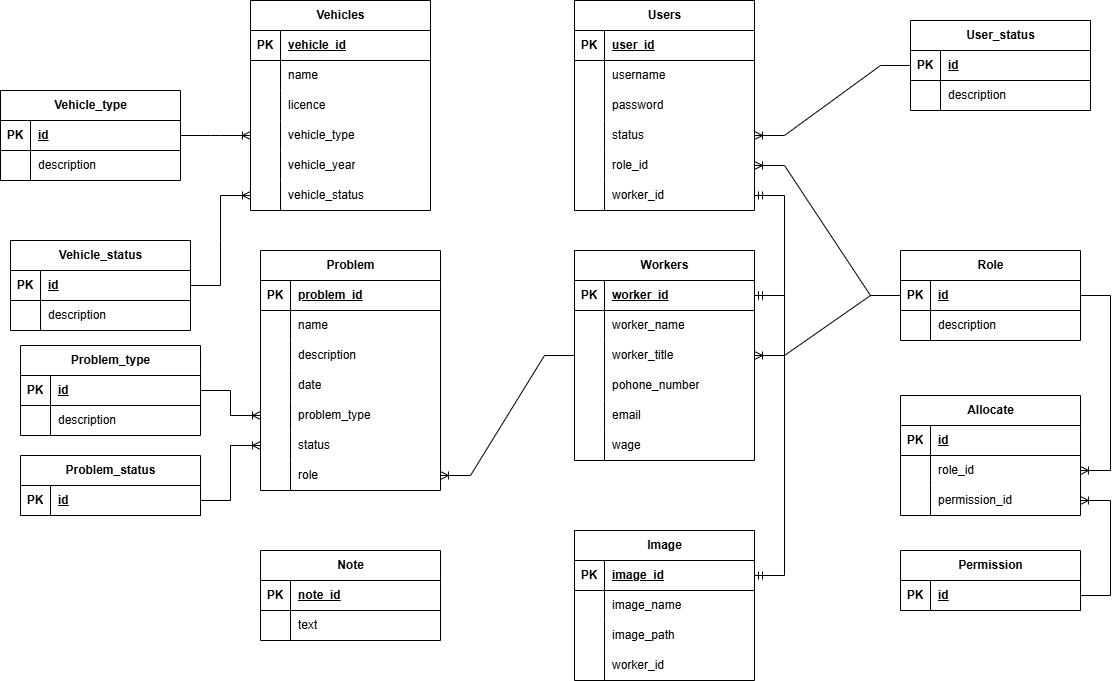 Vehicles
PK vehicle_id
name
licence
vehicle_type
vehicle_year
vehicle_status
Users
PK user_id
username
password
status
role_id
worker_id
User_status
PK id
description
Vehicle_type
PK id
description
Vehicle_status
PK id
description
Problem
PK problem_id
name
description
date
problem_type
status
role
Workers
PK worker_id
worker_name
worker_title
pohone_number
email
wage
Role
PK id
description
Problem_type
PK id
description
Problem_status
PK id
Allocate
PK id
role_id
permission_id
Note
PK note_id
text
Image
PK image_id
image_name
image_path
worker_id
Permission
PK id